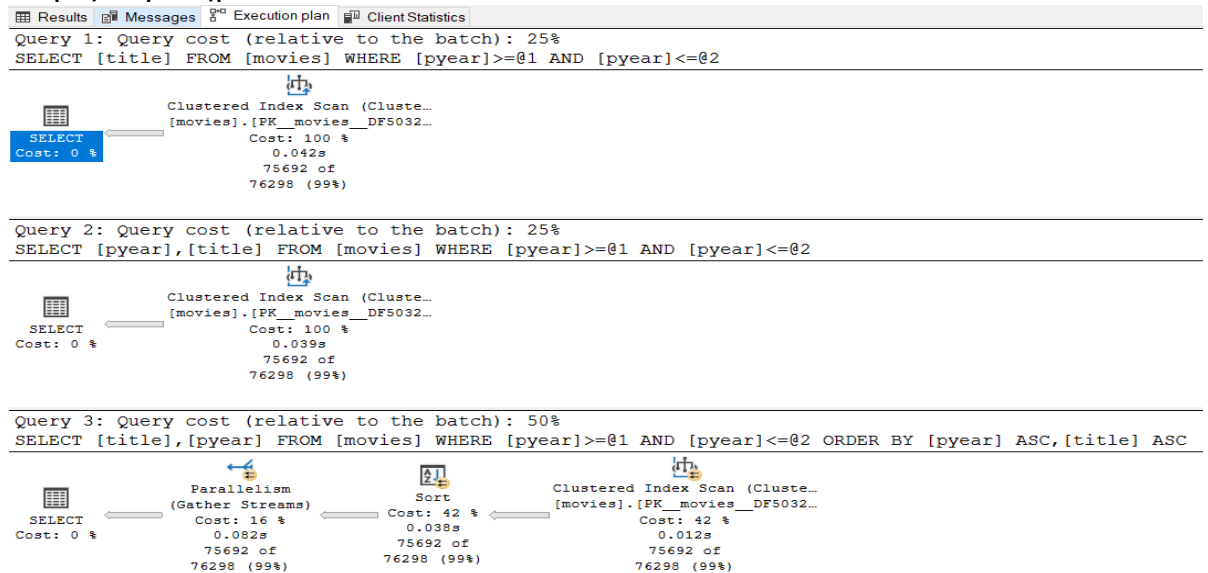 Results Messages Execution plan Client Statistics
Query 1: Query cost (relative to the batch): 25%
SELECT [title] FROM [movies] WHERE [pyear]>=@1 AND [pyear]<=@2
SELECT
Cost: 0 %
Clustered Index Scan (Cluste…
[movies].[PK__movies__DF5032…
Cost: 100 %
0.042s
75692 of
76298 (99%)
Query 2: Query cost (relative to the batch): 25%
SELECT [pyear],[title] FROM [movies] WHERE [pyear]>=@1 AND [pyear]<=@2
SELECT
Cost: 0 %
Clustered Index Scan (Cluste…
[movies].[PK__movies__DF5032…
Cost: 100 %
0.039s
75692 of
76298 (99%)
Query 3: Query cost (relative to the batch): 50%
SELECT [title],[pyear] FROM [movies] WHERE [pyear]>=@1 AND [pyear]<=@2 ORDER BY [pyear] ASC,[title] ASC
SELECT
Cost: 0 %
Parallelism
(Gather Streams)
Cost: 16 %
0.082s
75692 of
76298 (99%)
Sort
Cost: 42 %
0.038s
75692 of
76298 (99%)
Clustered Index Scan (Cluste…
[movies].[PK__movies__DF5032…
Cost: 42 %
0.012s
75692 of
76298 (99%)